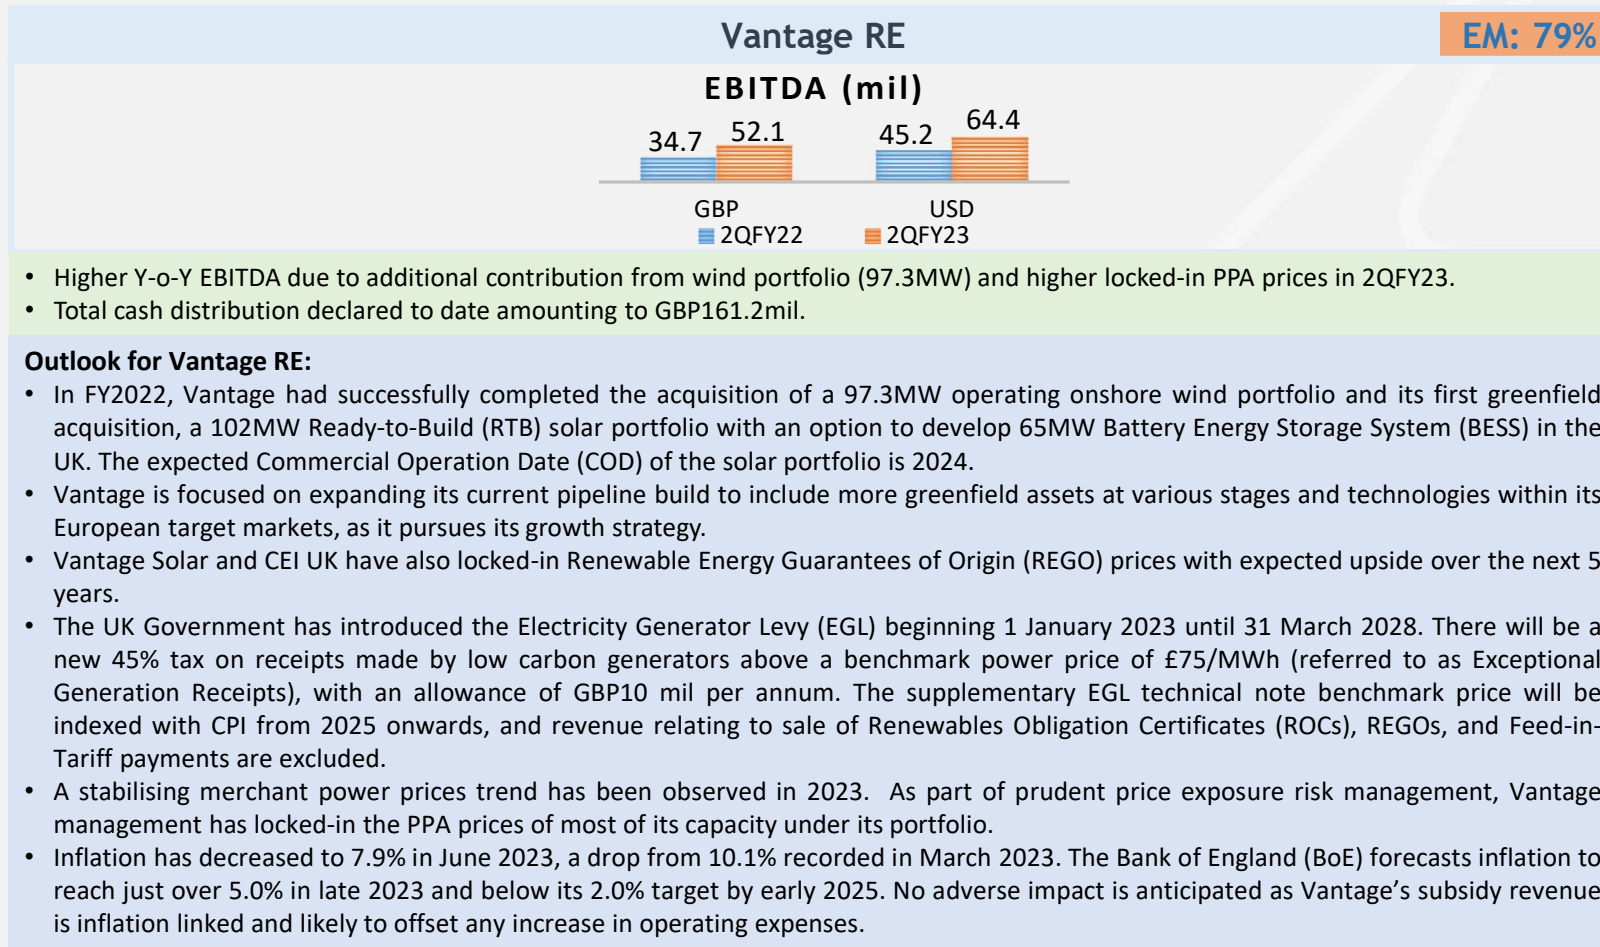 Vantage RE
EM: 79%
EBITDA (mil)
34.7 52.1 45.2 64.4
GBP USD
2QFY22 2QFY23
• Higher Y-o-Y EBITDA due to additional contribution from wind portfolio (97.3MW) and higher locked-in PPA prices in 2QFY23.
• Total cash distribution declared to date amounting to GBP161.2mil.
Outlook for Vantage RE:
• In FY2022, Vantage had successfully completed the acquisition of a 97.3MW operating onshore wind portfolio and its first greenfield
acquisition, a 102MW Ready-to-Build (RTB) solar portfolio with an option to develop 65MW Battery Energy Storage System (BESS) in the
UK. The expected Commercial Operation Date (COD) of the solar portfolio is 2024.
• Vantage is focused on expanding its current pipeline build to include more greenfield assets at various stages and technologies within its
European target markets, as it pursues its growth strategy.
• Vantage Solar and CEI UK have also locked-in Renewable Energy Guarantees of Origin (REGO) prices with expected upside over the next 5
years.
• The UK Government has introduced the Electricity Generator Levy (EGL) beginning 1 January 2023 until 31 March 2028. There will be a
new 45% tax on receipts made by low carbon generators above a benchmark power price of £75/MWh (referred to as Exceptional
Generation Receipts), with an allowance of GBP10 mil per annum. The supplementary EGL technical note benchmark price will be
indexed with CPI from 2025 onwards, and revenue relating to sale of Renewables Obligation Certificates (ROCs), REGOs, and Feed-in-
Tariff payments are excluded.
• A stabilising merchant power prices trend has been observed in 2023. As part of prudent price exposure risk management, Vantage
management has locked-in the PPA prices of most of its capacity under its portfolio.
• Inflation has decreased to 7.9% in June 2023, a drop from 10.1% recorded in March 2023. The Bank of England (BoE) forecasts inflation to
reach just over 5.0% in late 2023 and below its 2.0% target by early 2025. No adverse impact is anticipated as Vantage’s subsidy revenue
is inflation linked and likely to offset any increase in operating expenses.